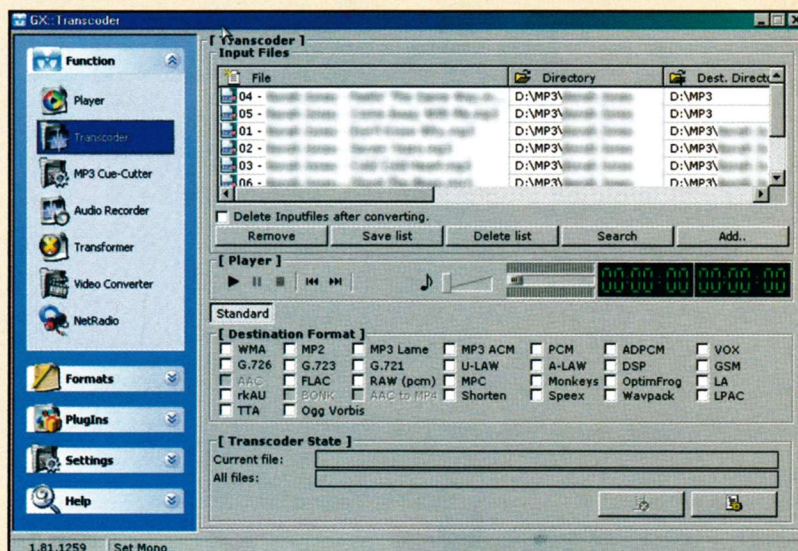 GX::Transcoder
Function
Player
Transcoder
MP3 Cue-Cutter
Audio Recorder
Transformer
Video Converter
NetRadio
Formats
PlugIns
Settings
Help
[ Transcoder ]
Input Files
File Directory Dest. Directo
04 - D:\MP3\ D:\MP3
05 - D:\MP3\ D:\MP3
01 - D:\MP3\ D:\MP3\
02 - D:\MP3\ D:\MP3\
03 - D:\MP3\ D:\MP3\
06 - D:\MP3\ D:\MP3\
Delete Inputfiles after converting.
Remove Save list Delete list Search Add..
[ Player ]
00:00:00 00:00:00
Standard
[ Destination Format ]
WMA MP2 MP3 Lame MP3 ACM PCM ADPCM VOX
G.726 G.723 G.721 U-LAW A-LAW DSP GSM
AAC FLAC RAW (pcm) MPC Monkeys OptimFrog LA
rkAU BONK AAC to MP4 Shorten Speex Wavpack LPAC
TTA Ogg Vorbis
[ Transcoder State ]
Current file:
All files:
1.81.1259 Set Mono